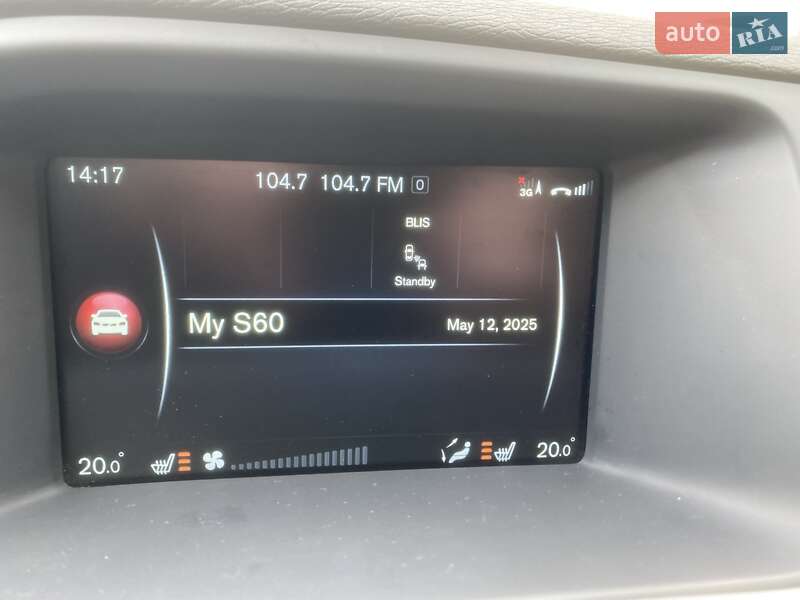 auto RIA.com
14:17 104.7 104.7 FM 0 3G
BLIS
Standby
My S60 May 12, 2025
20.0° 20.0°